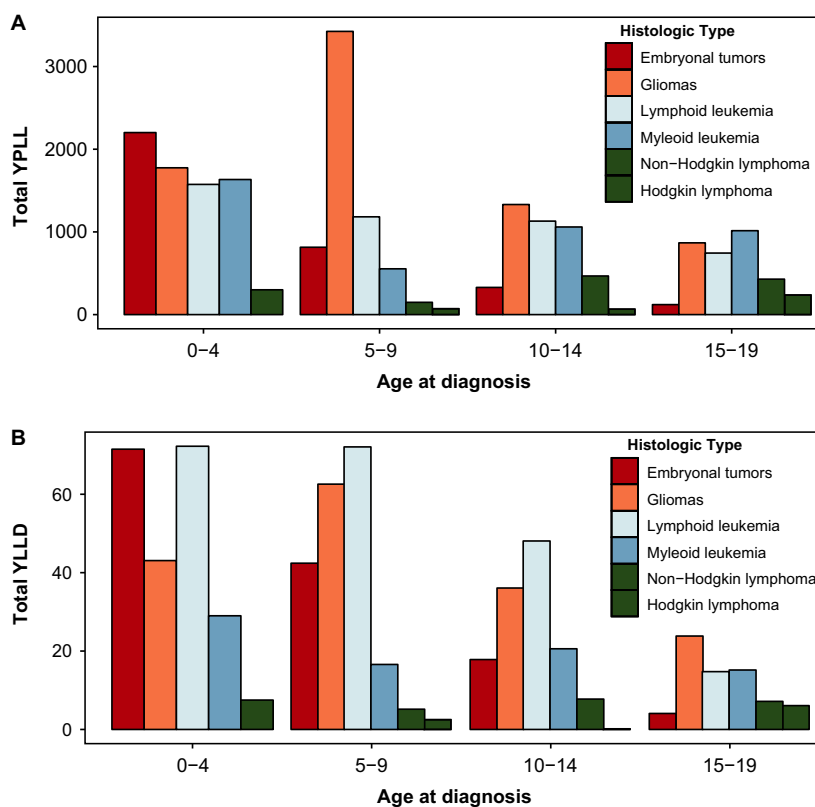 A
Total YPLL
3000
2000
1000
0
Histologic Type
Embryonal tumors
Gliomas
Lymphoid leukemia
Myleoid leukemia
Non−Hodgkin lymphoma
Hodgkin lymphoma
0−4
5−9
10−14
15−19
Age at diagnosis
B
Total YLLD
60
40
20
0
Histologic Type
Embryonal tumors
Gliomas
Lymphoid leukemia
Myleoid leukemia
Non−Hodgkin lymphoma
Hodgkin lymphoma
0−4
5−9
10−14
15−19
Age at diagnosis